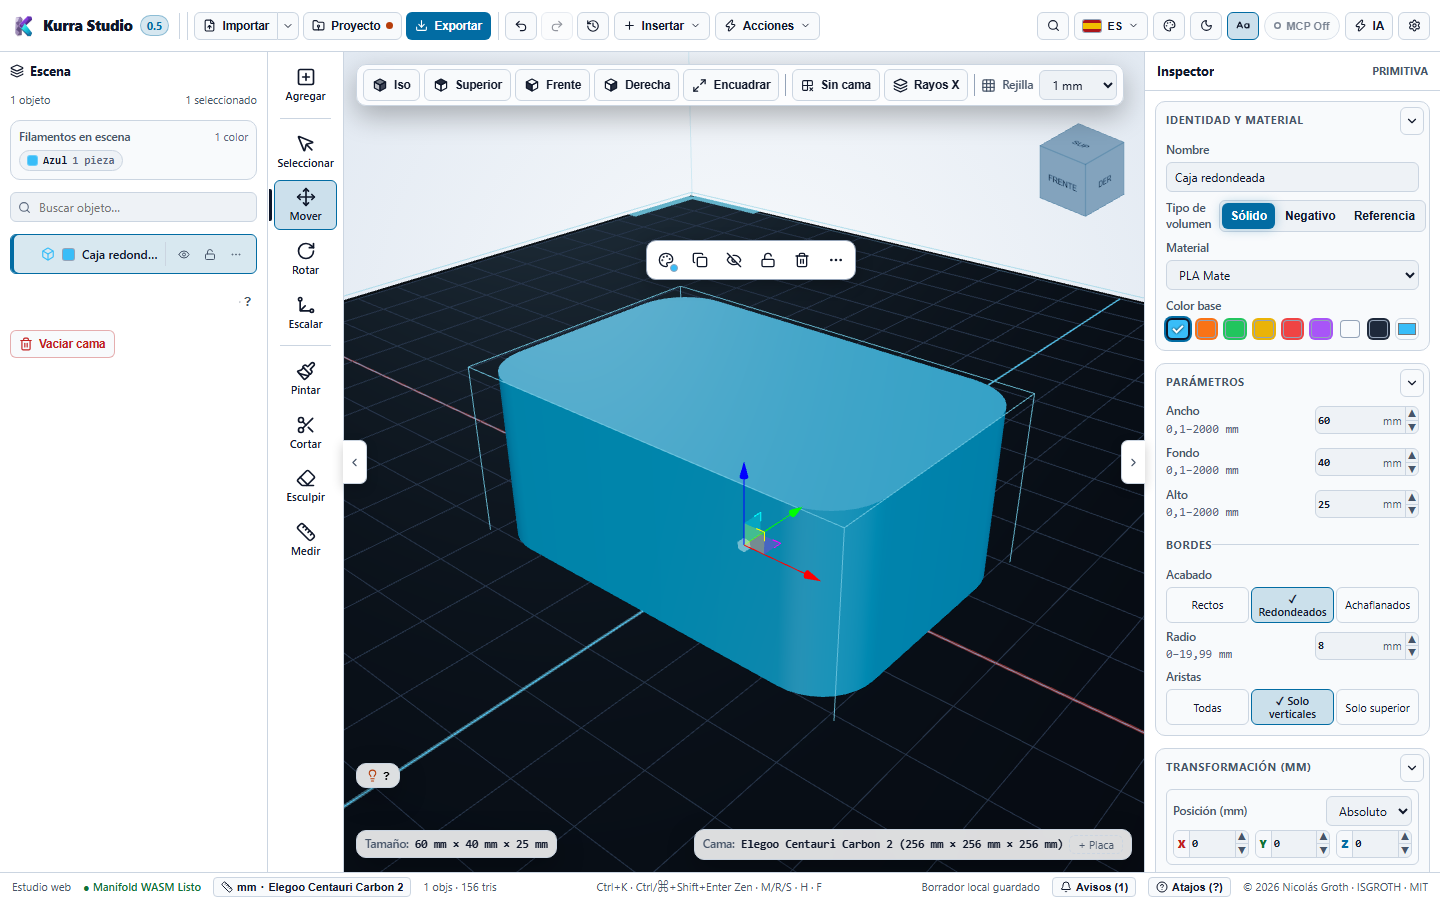 Kurra Studio 0.5 Importar Proyecto Exportar Insertar Acciones ES Aa MCP Off IA
Escena
1 objeto 1 seleccionado
Filamentos en escena 1 color
Azul 1 pieza
Buscar objeto...
Caja redond...
?
Vaciar cama
Agregar
Seleccionar
Mover
Rotar
Escalar
Pintar
Cortar
Esculpir
Medir
Iso Superior Frente Derecha Encuadrar Sin cama Rayos X Rejilla 1 mm
SUP
FRENTE DER
?
Tamaño: 60 mm × 40 mm × 25 mm
Cama: Elegoo Centauri Carbon 2 (256 mm × 256 mm × 256 mm) + Placa
Inspector PRIMITIVA
IDENTIDAD Y MATERIAL
Nombre
Caja redondeada
Tipo de volumen Sólido Negativo Referencia
Material
PLA Mate
Color base
PARÁMETROS
Ancho
0,1–2000 mm
60 mm
Fondo
0,1–2000 mm
40 mm
Alto
0,1–2000 mm
25 mm
BORDES
Acabado
Rectos ✓ Redondeados Achaflanados
Radio
0–19,99 mm
8 mm
Aristas
Todas ✓ Solo verticales Solo superior
TRANSFORMACIÓN (MM)
Posición (mm) Absoluto
X 0 Y 0 Z 0
Estudio web ● Manifold WASM Listo mm · Elegoo Centauri Carbon 2 1 objs · 156 tris Ctrl+K · Ctrl/⌘+Shift+Enter Zen · M/R/S · H · F Borrador local guardado Avisos (1) Atajos (?) © 2026 Nicolás Groth · ISGROTH · MIT